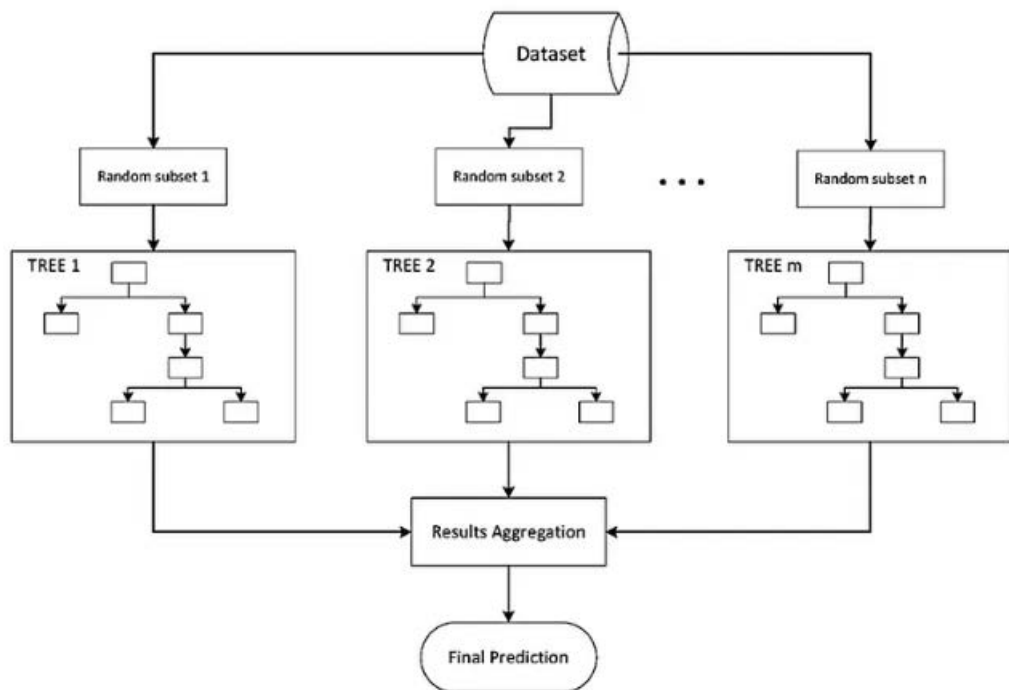 Dataset
Random subset 1
Random subset 2
• • •
Random subset n
TREE 1
TREE 2
TREE m
Results Aggregation
Final Prediction